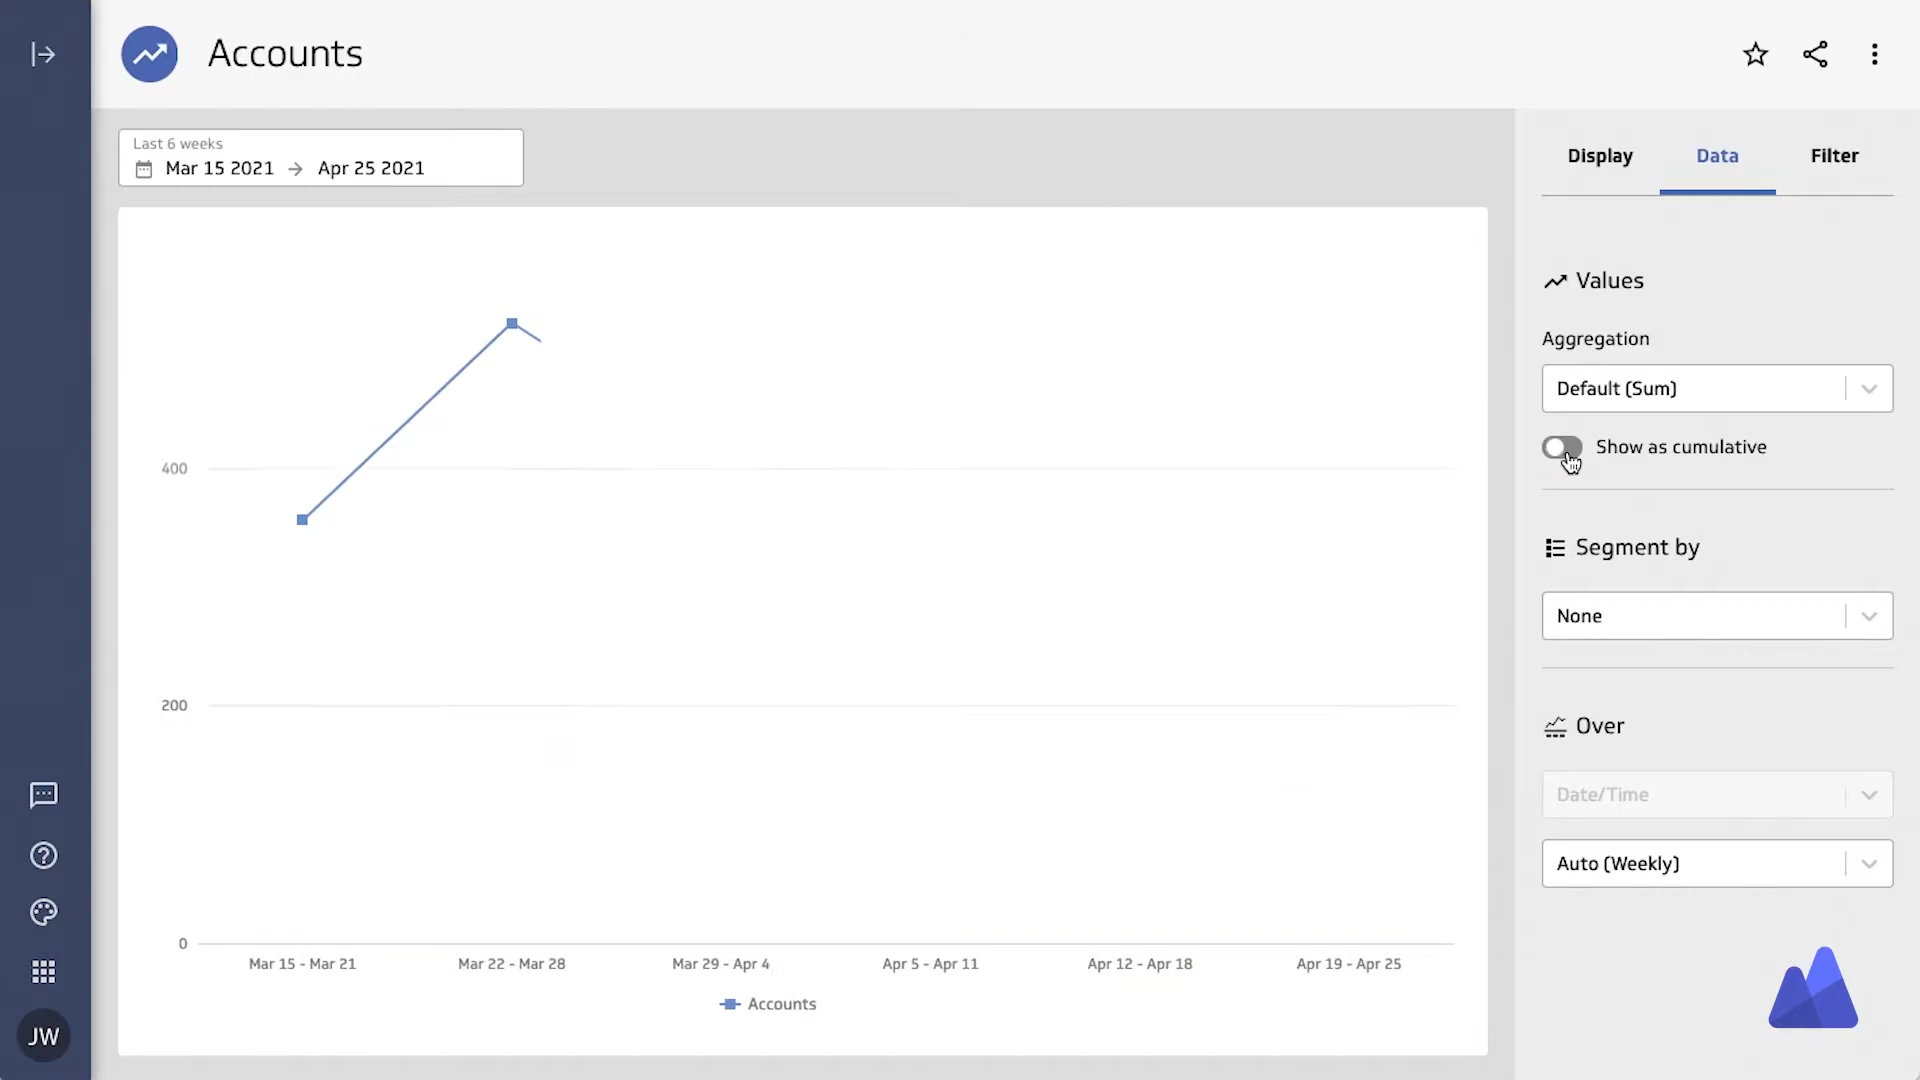 Accounts
Last 6 weeks
Mar 15 2021 → Apr 25 2021
Display Data Filter
Values
Aggregation
Default (Sum)
Show as cumulative
Segment by
None
Over
Date/Time
Auto (Weekly)
400
200
0
Mar 15 - Mar 21 Mar 22 - Mar 28 Mar 29 - Apr 4 Apr 5 - Apr 11 Apr 12 - Apr 18 Apr 19 - Apr 25
Accounts
JW